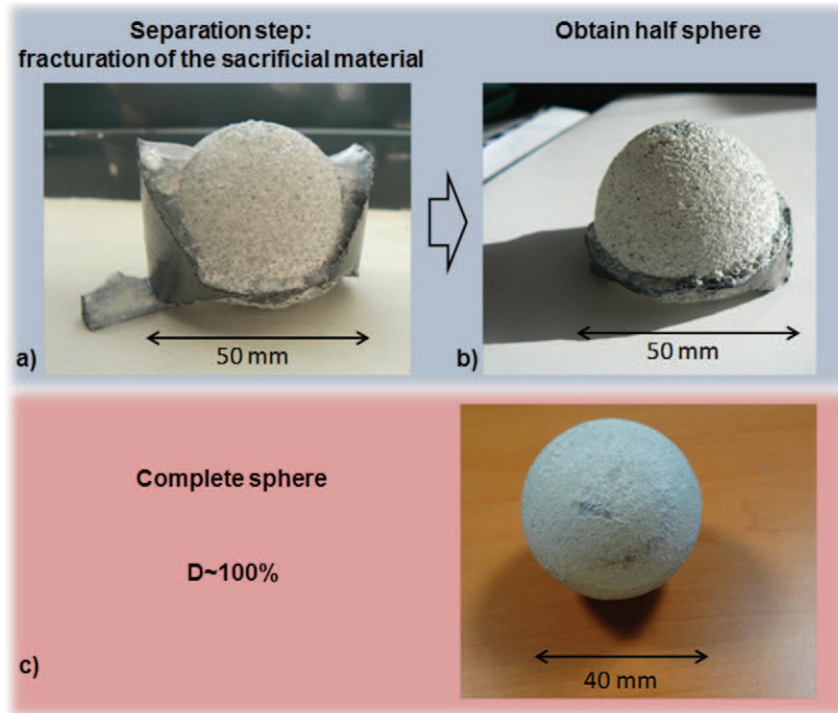 Separation step:
fracturation of the sacrificial material
Obtain half sphere
a)
50 mm
b)
50 mm
Complete sphere
D~100%
c)
40 mm